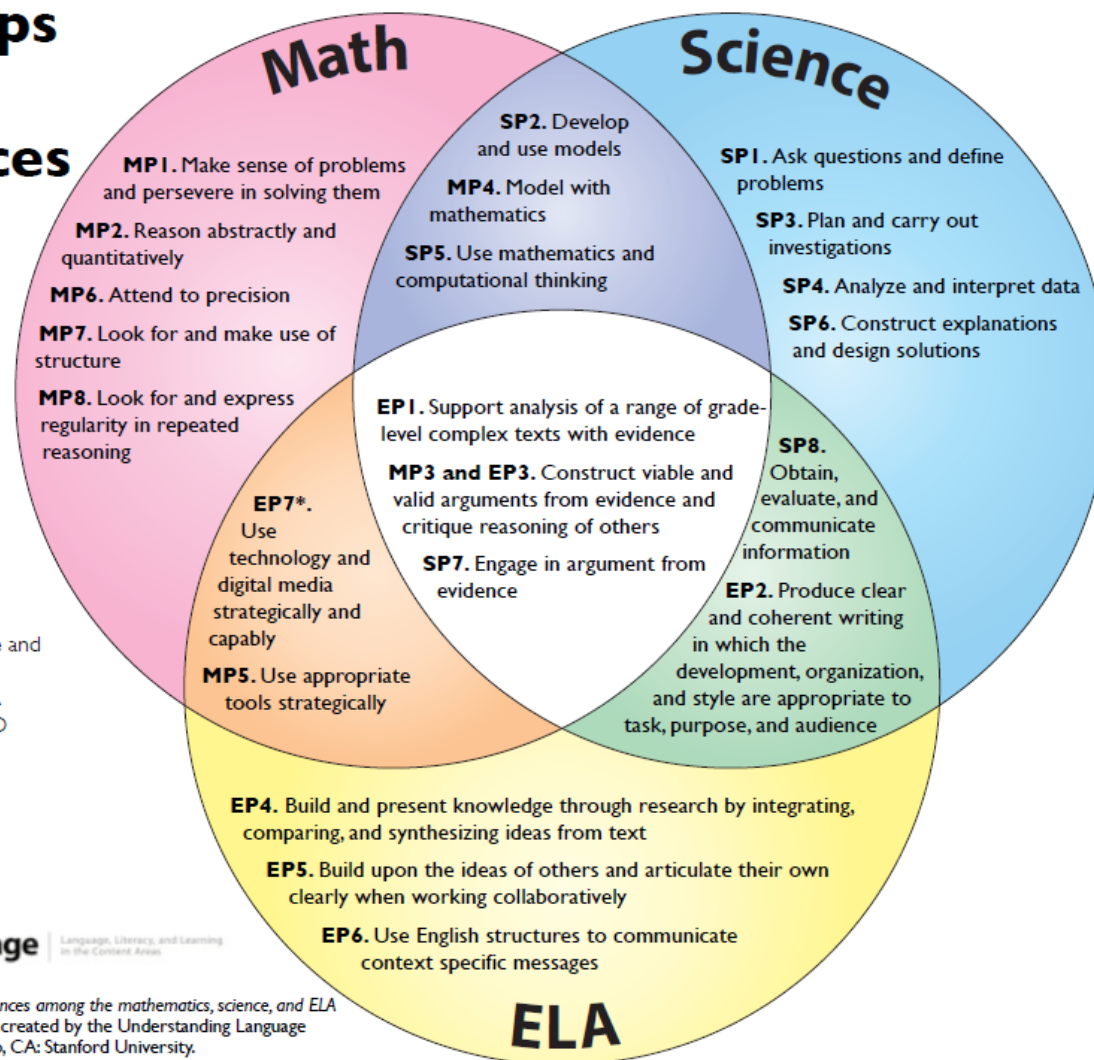 ps
ces
Math
Science
ELA
MP1. Make sense of problems
and persevere in solving them
MP2. Reason abstractly and
quantitatively
MP6. Attend to precision
MP7. Look for and make use of
structure
MP8. Look for and express
regularity in repeated
reasoning
SP2. Develop
and use models
MP4. Model with
mathematics
SP5. Use mathematics and
computational thinking
SP1. Ask questions and define
problems
SP3. Plan and carry out
investigations
SP4. Analyze and interpret data
SP6. Construct explanations
and design solutions
EP1. Support analysis of a range of grade-
level complex texts with evidence
MP3 and EP3. Construct viable and
valid arguments from evidence and
critique reasoning of others
SP7. Engage in argument from
evidence
EP7*.
Use
technology and
digital media
strategically and
capably
MP5. Use appropriate
tools strategically
SP8.
Obtain,
evaluate, and
communicate
information
EP2. Produce clear
and coherent writing
in which the
development, organization,
and style are appropriate to
task, purpose, and audience
EP4. Build and present knowledge through research by integrating,
comparing, and synthesizing ideas from text
EP5. Build upon the ideas of others and articulate their own
clearly when working collaboratively
EP6. Use English structures to communicate
context specific messages
and
age
Language, Literacy, and Learning
in the Content Areas
nces among the mathematics, science, and ELA
created by the Understanding Language
, CA: Stanford University.